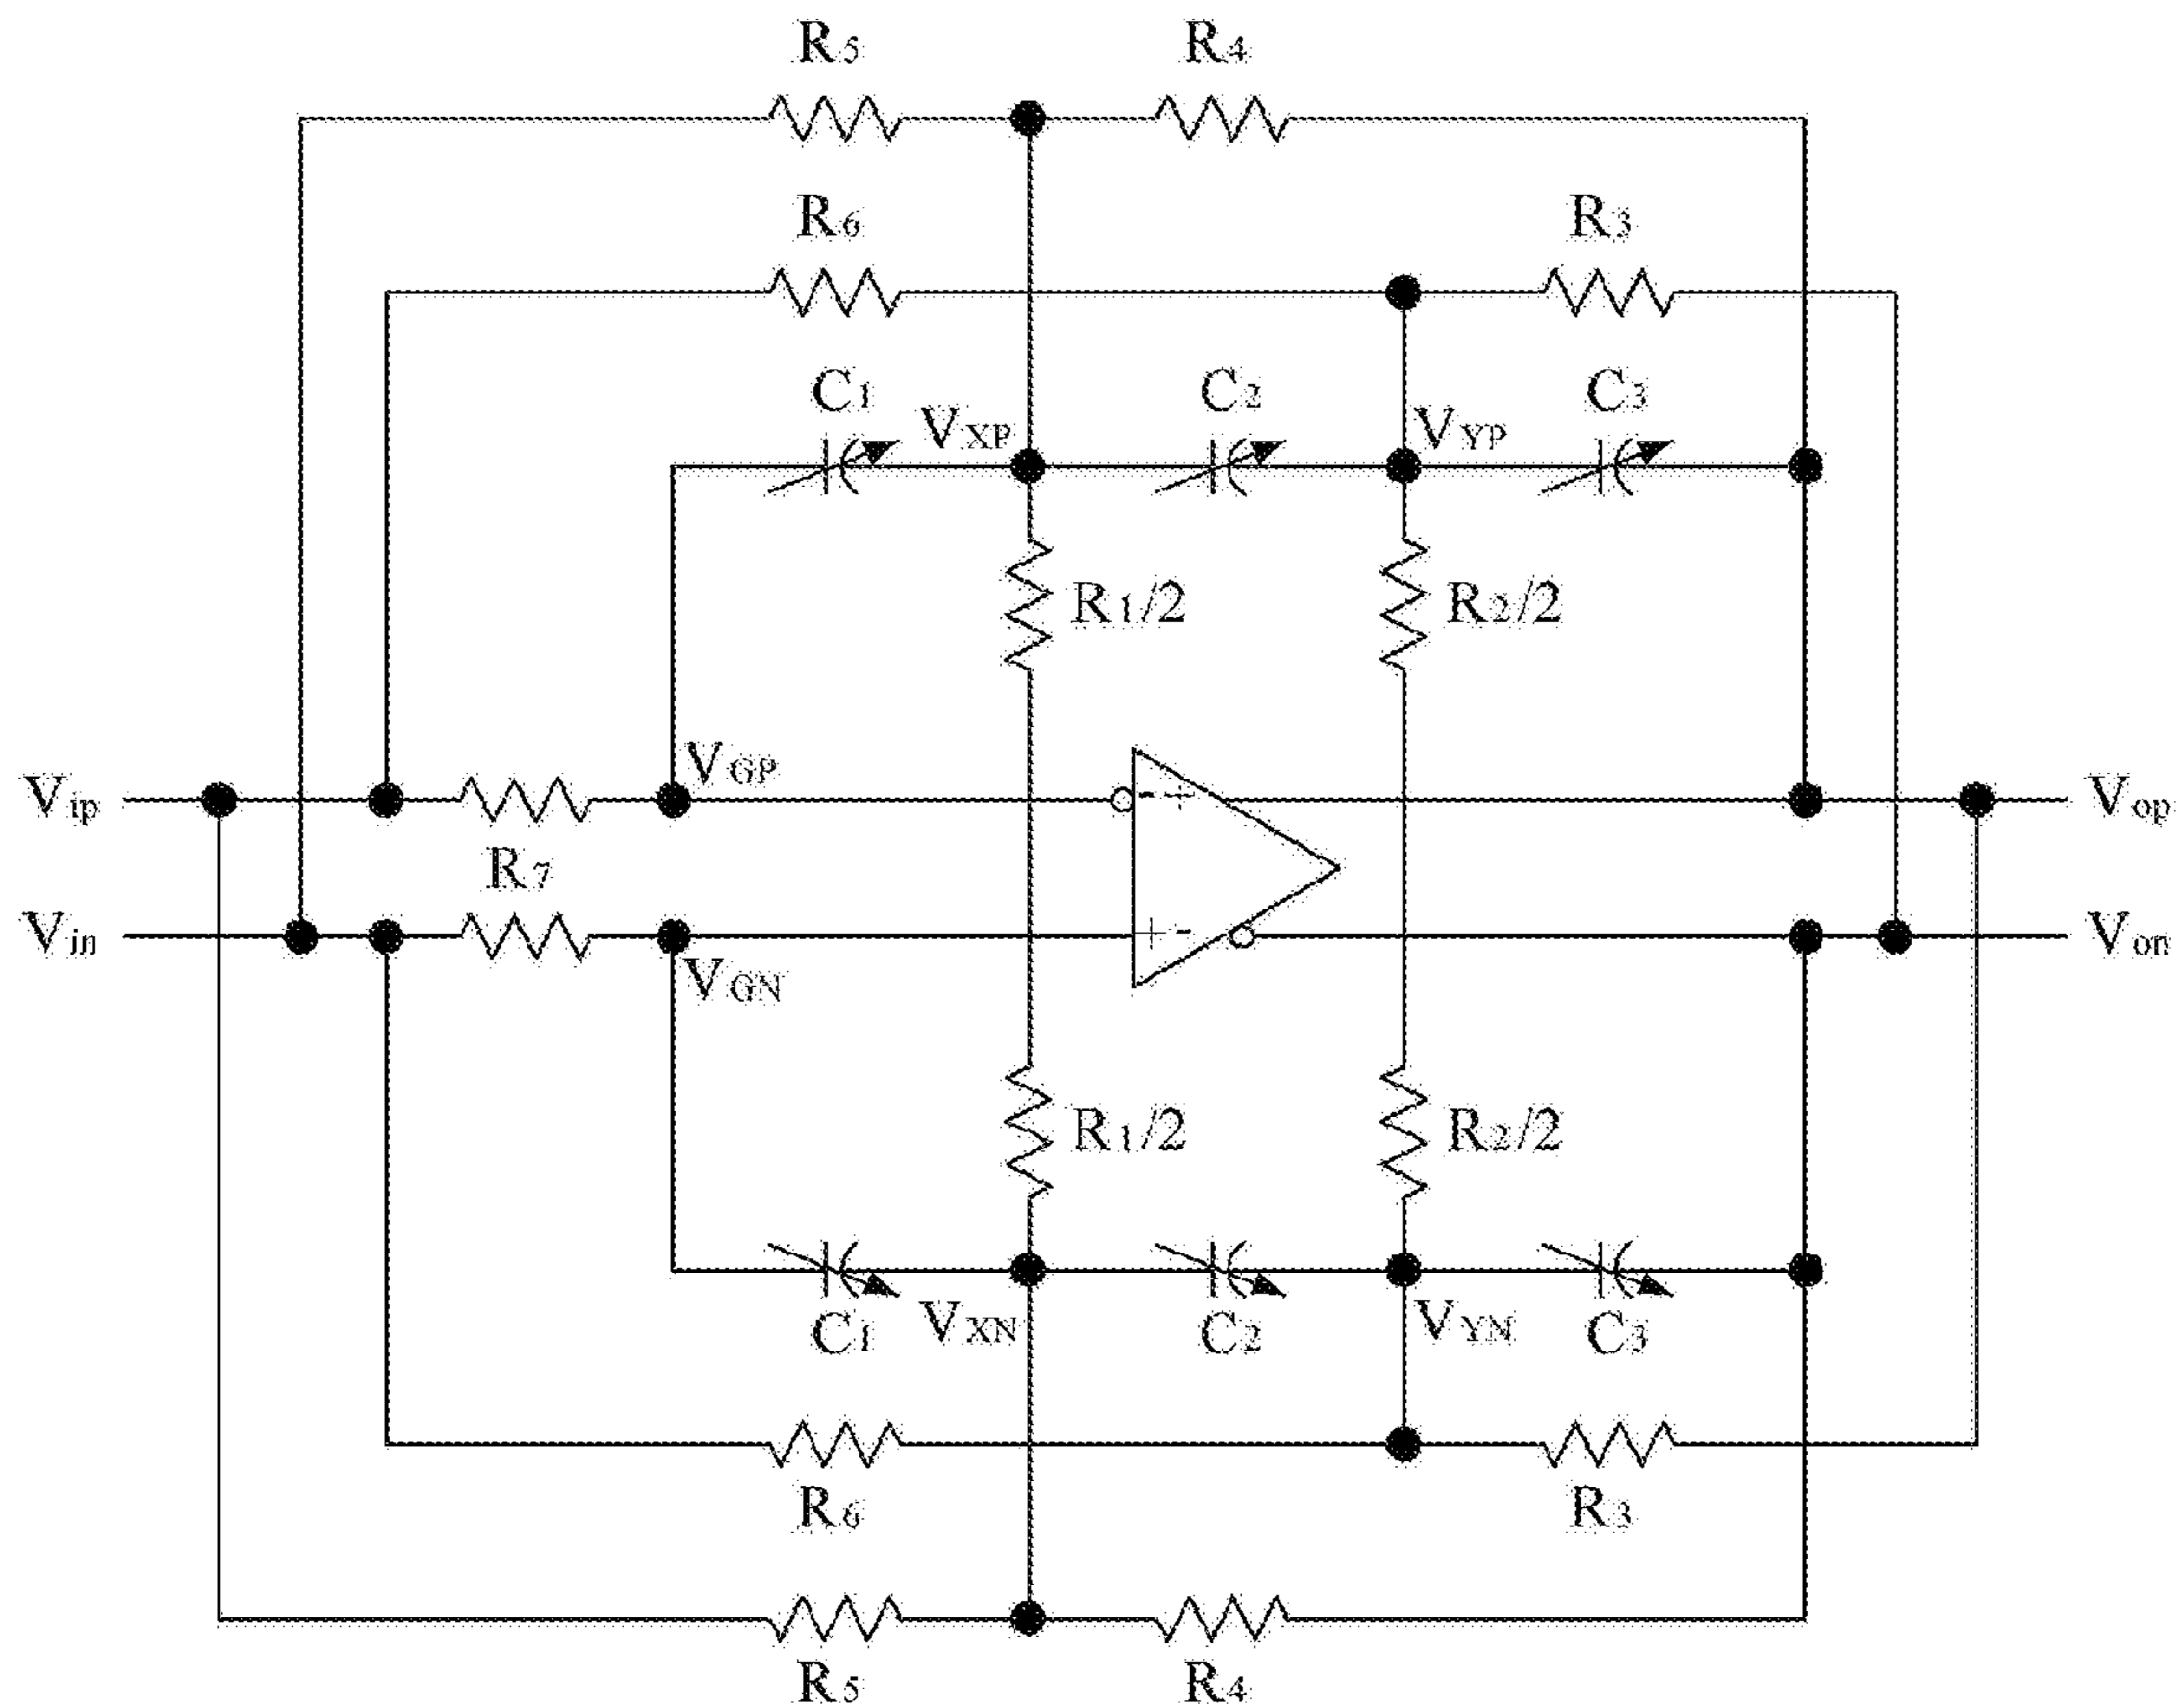 R5 R4
R6 R3
C1 VXP C2 VYP C3
R1/2 R2/2
Vip VGP - + Vop
R7
Vin VGN + - Von
R1/2 R2/2
C1 VXN C2 VYN C3
R6 R3
R5 R4